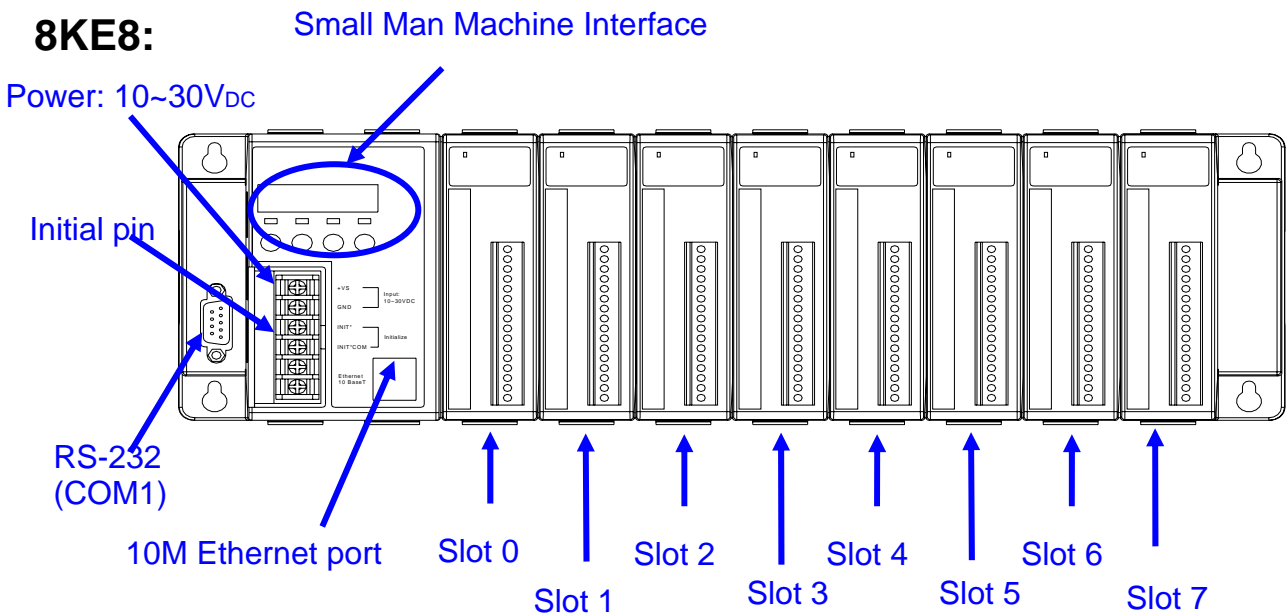 8KE8:
Small Man Machine Interface
Power: 10~30VDC
Initial pin
+VS
GND
Input:
10~30VDC
INIT*
INIT*COM
Initialize
Ethernet
10 BaseT
RS-232
(COM1)
10M Ethernet port
Slot 0
Slot 1
Slot 2
Slot 3
Slot 4
Slot 5
Slot 6
Slot 7